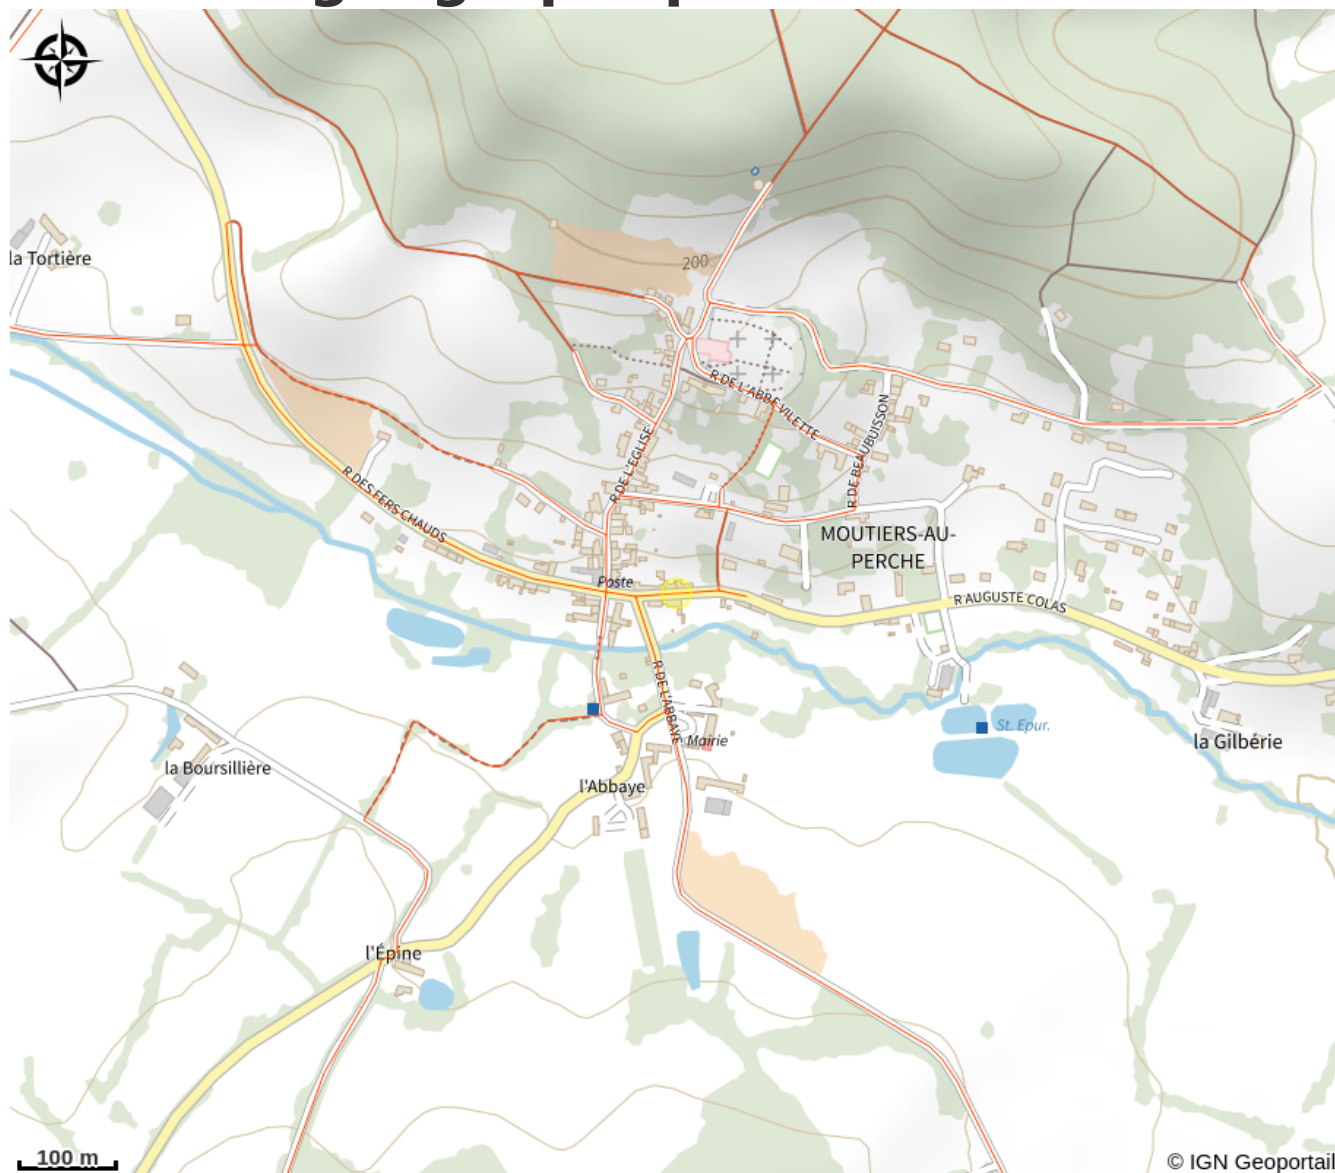 la Tortière
200
R DE L'ABBE VILETTE
R DE BEAUBUISSON
R DE L'EGLISE
R DES FERS CHAUDS
MOUTIERS-AU-
PERCHE
Poste
R AUGUSTE COLAS
R DE L'ABBAYE
Mairie
St. Epur.
la Gilbérie
la Boursillière
l'Abbaye
l'Épine
100 m
© IGN Geoportail